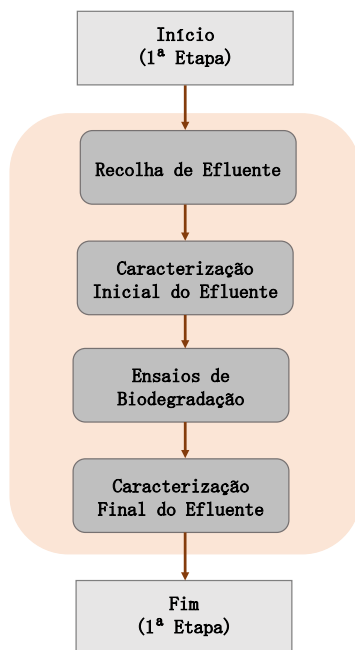 Início
(1ª Etapa)
Recolha de Efluente
Caracterização
Inicial do Efluente
Ensaios de
Biodegradação
Caracterização
Final do Efluente
Fim
(1ª Etapa)